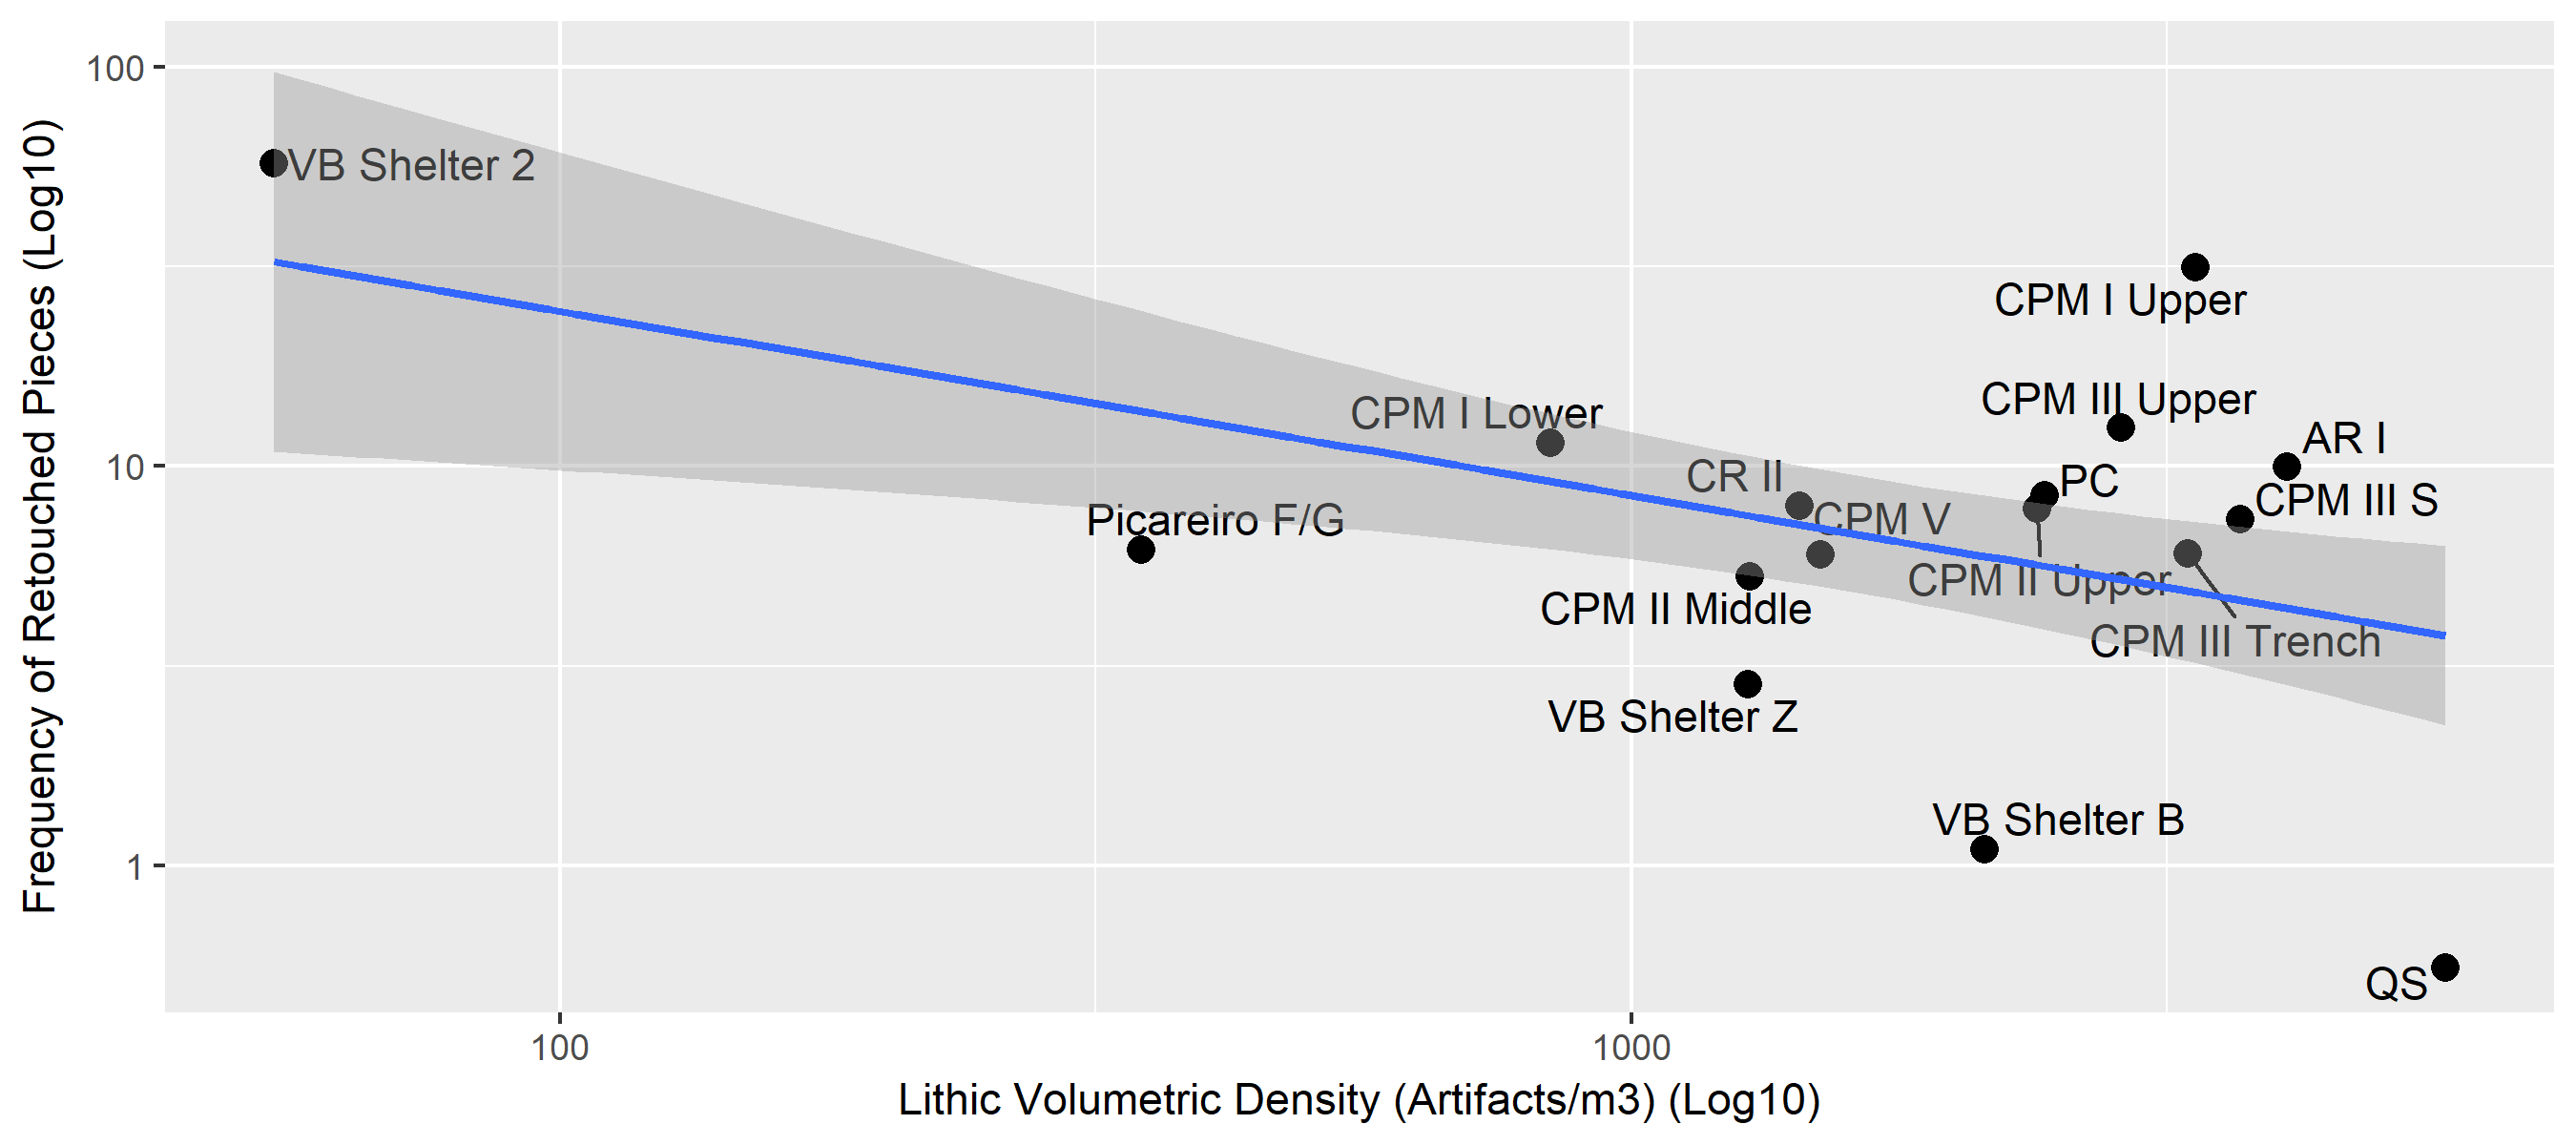 Frequency of Retouched Pieces (Log10)
100
10
1
VB Shelter 2
CPM I Upper
CPM III Upper
CPM I Lower
AR I
CR II
PC
CPM III S
Picareiro F/G
CPM V
CPM II Upper
CPM II Middle
CPM III Trench
VB Shelter Z
VB Shelter B
QS
100
1000
Lithic Volumetric Density (Artifacts/m3) (Log10)